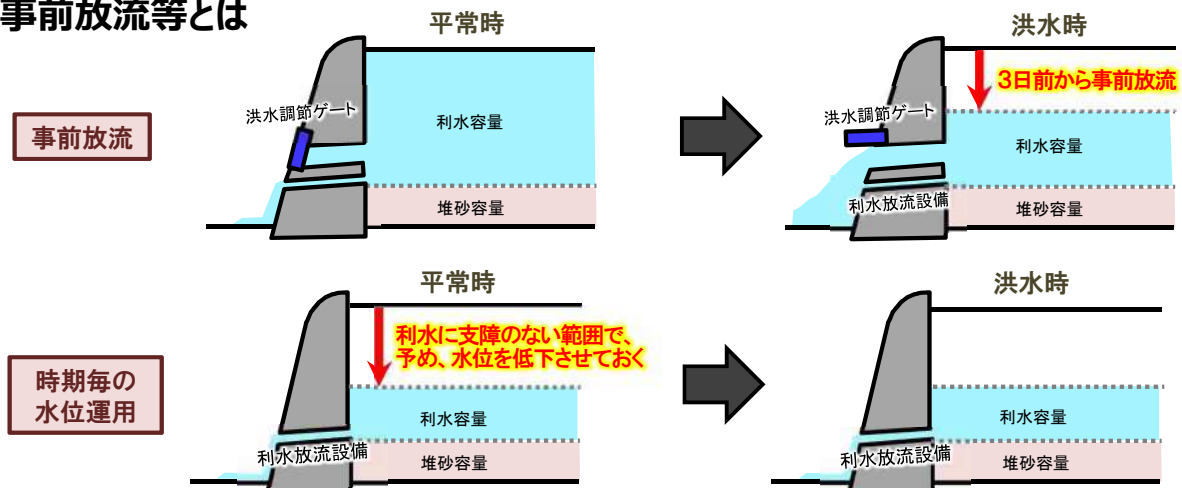 事前放流等とは
平常時
洪水時
事前放流
洪水調節ゲート
利水容量
堆砂容量
3日前から事前放流
洪水調節ゲート
利水容量
利水放流設備
堆砂容量
平常時
洪水時
時期毎の
水位運用
利水に支障のない範囲で、
予め、水位を低下させておく
利水容量
利水放流設備
堆砂容量
利水容量
利水放流設備
堆砂容量